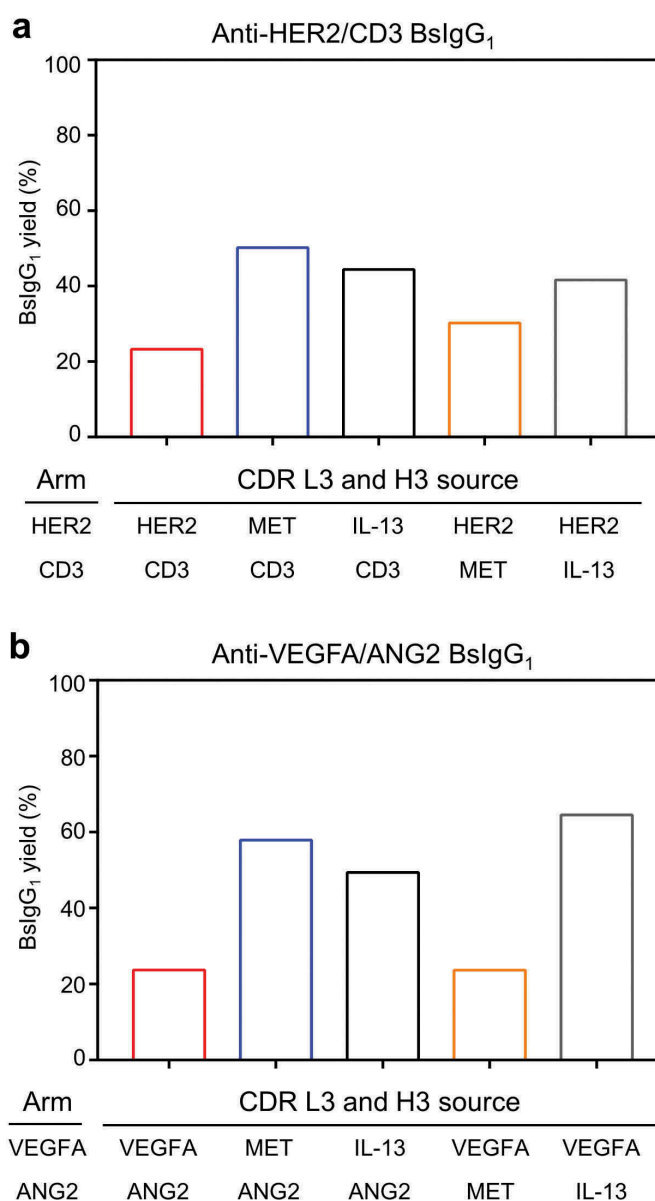 a
Anti-HER2/CD3 BsIgG₁
BsIgG₁ yield (%)
100
80
60
40
20
0
Arm CDR L3 and H3 source
HER2 HER2 MET IL-13 HER2 HER2
CD3 CD3 CD3 CD3 MET IL-13
b
Anti-VEGFA/ANG2 BsIgG₁
BsIgG₁ yield (%)
100
80
60
40
20
0
Arm CDR L3 and H3 source
VEGFA VEGFA MET IL-13 VEGFA VEGFA
ANG2 ANG2 ANG2 ANG2 MET IL-13